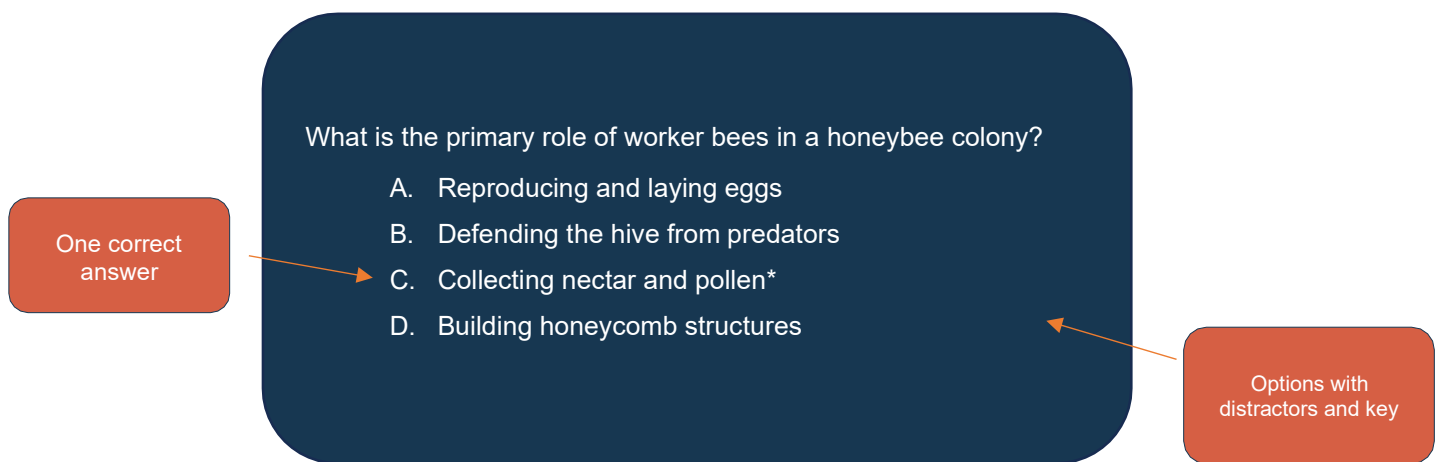 What is the primary role of worker bees in a honeybee colony?
A. Reproducing and laying eggs
B. Defending the hive from predators
One correct
answer
C. Collecting nectar and pollen*
D. Building honeycomb structures
Options with
distractors and key